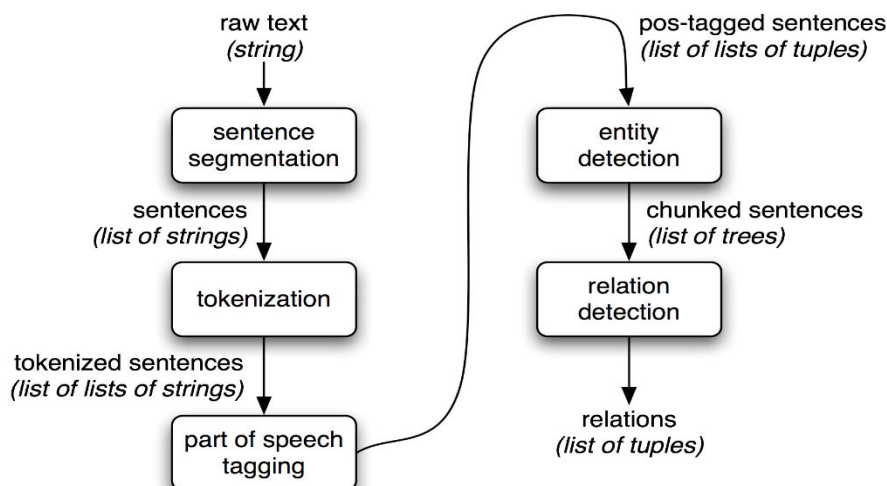 raw text
(string)
sentence
segmentation
sentences
(list of strings)
tokenization
tokenized sentences
(list of lists of strings)
part of speech
tagging
pos-tagged sentences
(list of lists of tuples)
entity
detection
chunked sentences
(list of trees)
relation
detection
relations
(list of tuples)